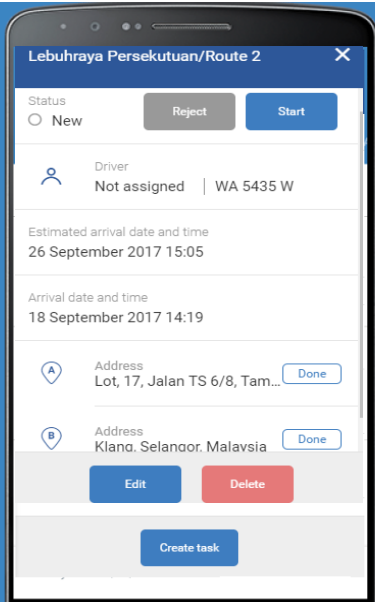 Lebuhraya Persekutuan/Route 2
Status
New
Reject
Start
Driver
Not assigned | WA 5435 W
Estimated arrival date and time
26 September 2017 15:05
Arrival date and time
18 September 2017 14:19
A
Address
Lot, 17, Jalan TS 6/8, Tam...
Done
B
Address
Klang, Selangor, Malaysia
Done
Edit
Delete
Create task